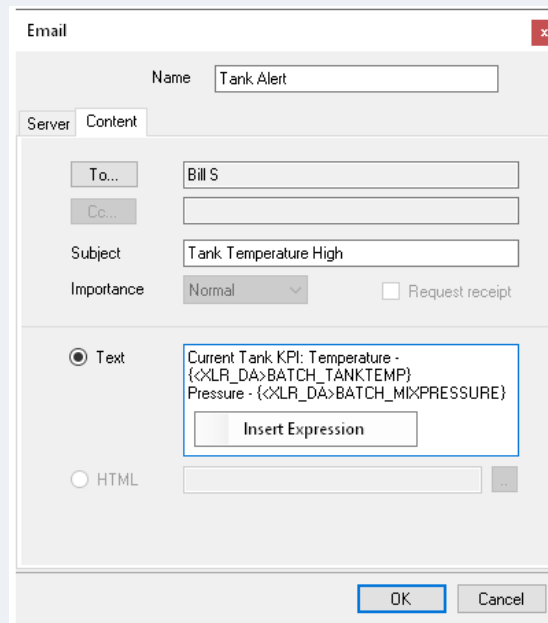 Email
x
Name Tank Alert
Server Content
To... Bill S
Cc...
Subject Tank Temperature High
Importance Normal Request receipt
Text Current Tank KPI: Temperature -
{<XLR_DA>BATCH_TANKTEMP}
Pressure - {<XLR_DA>BATCH_MIXPRESSURE}
Insert Expression
HTML ..
OK Cancel